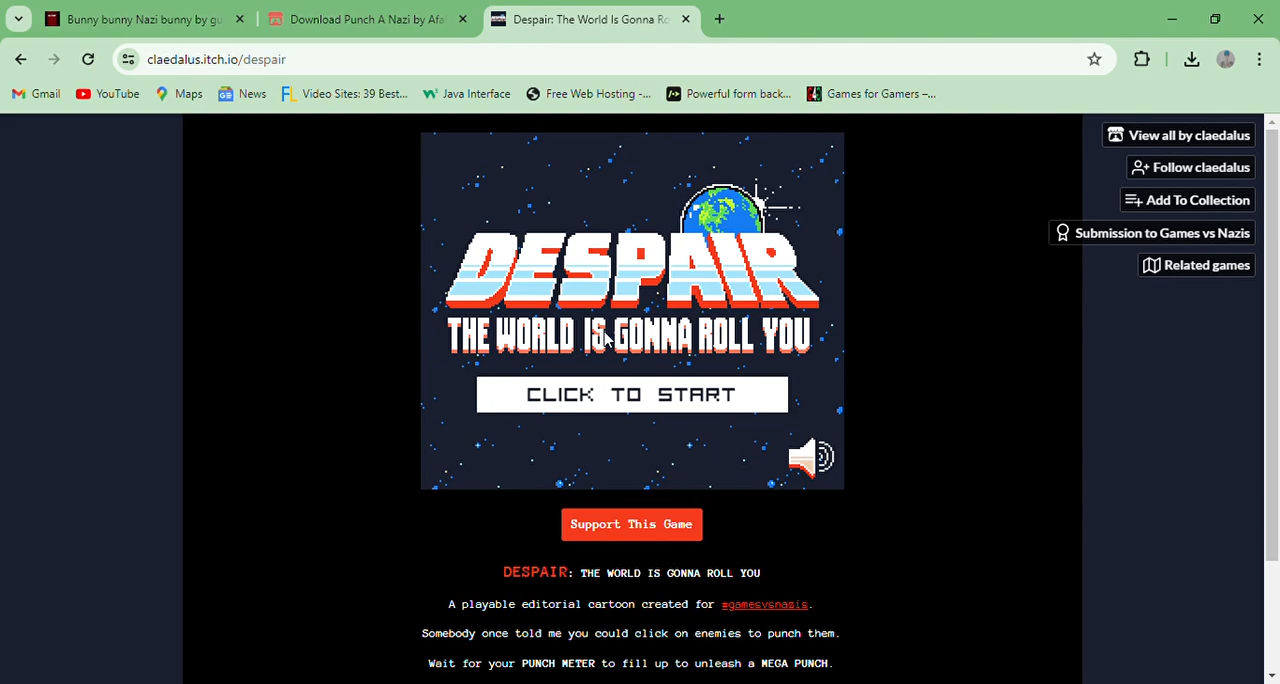 Bunny bunny Nazi bunny by gu
Download Punch A Nazi by Afa
Despair: The World Is Gonna Ro
claedalus.itch.io/despair
Gmail
YouTube
Maps
News
Video Sites: 39 Best...
Java Interface
Free Web Hosting -...
Powerful form back...
Games for Gamers –...
View all by claedalus
Follow claedalus
Add To Collection
Submission to Games vs Nazis
Related games
DESPAIR
THE WORLD IS GONNA ROLL YOU
CLICK TO START
Support This Game
DESPAIR: THE WORLD IS GONNA ROLL YOU
A playable editorial cartoon created for #gamesvsnazis.
Somebody once told me you could click on enemies to punch them.
Wait for your PUNCH METER to fill up to unleash a MEGA PUNCH.